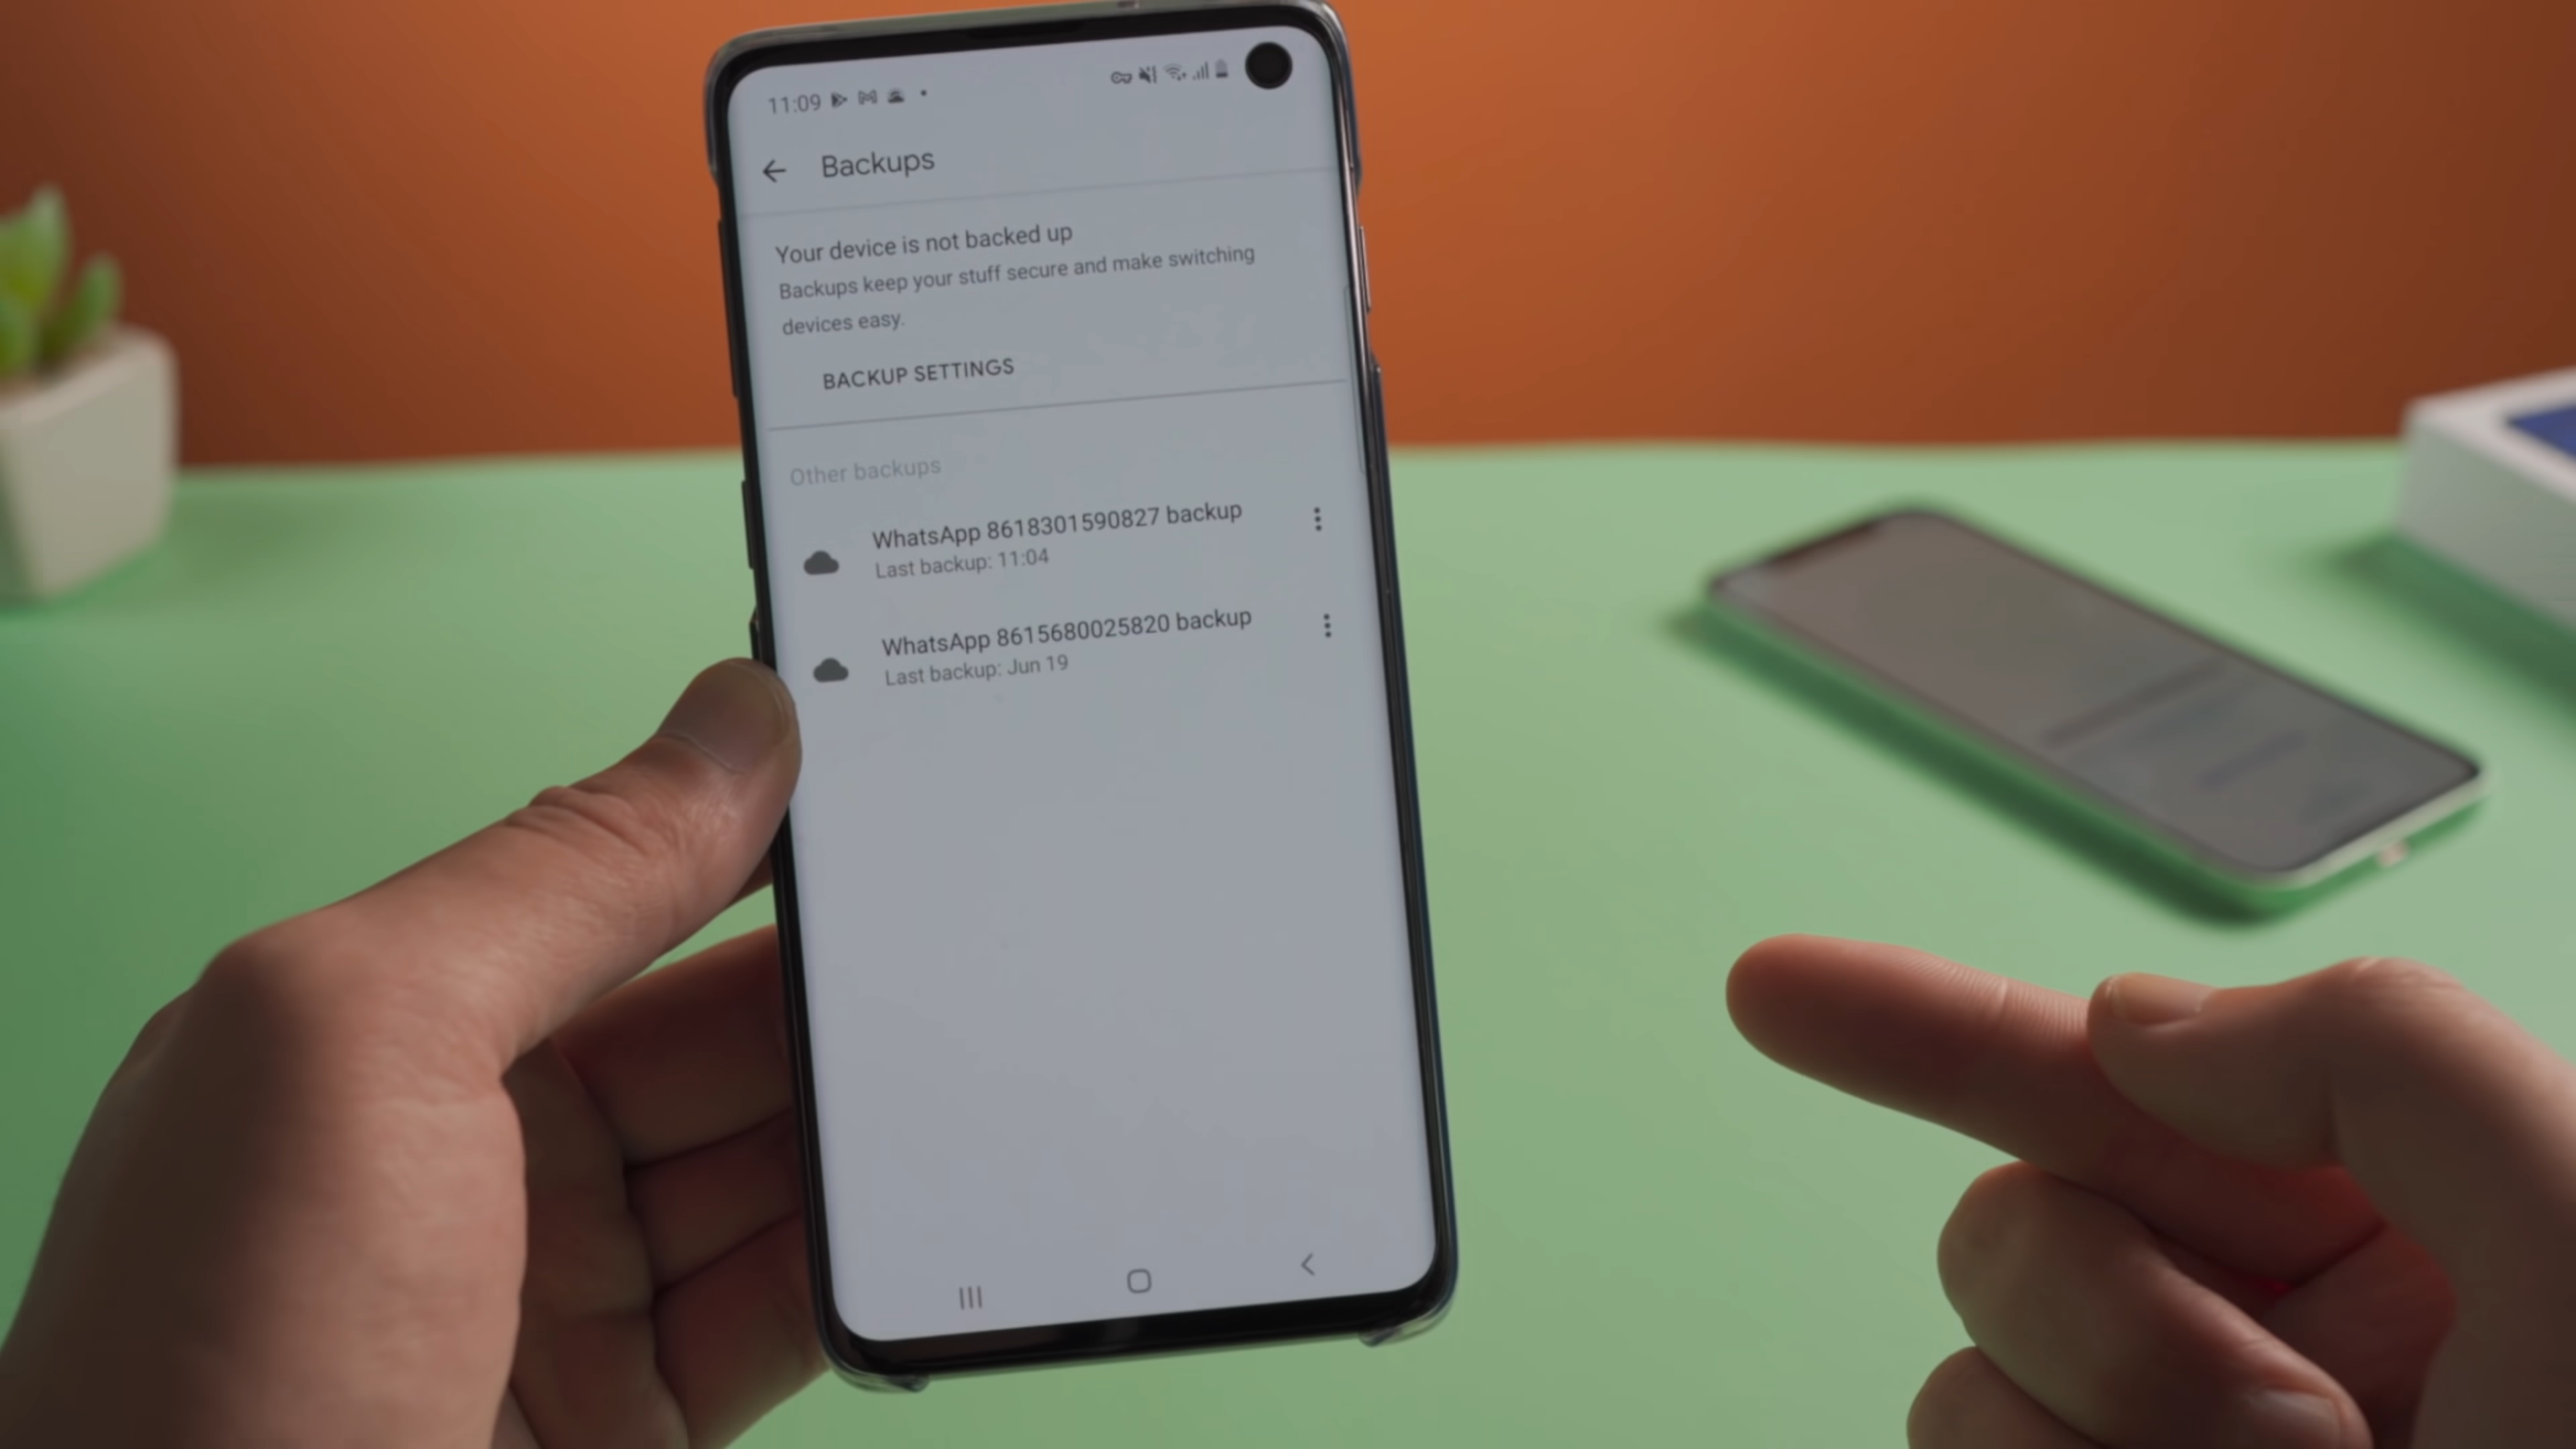 11:09
Backups
Your device is not backed up
Backups keep your stuff secure and make switching
devices easy.
BACKUP SETTINGS
Other backups
WhatsApp 8618301590827 backup
Last backup: 11:04
WhatsApp 8615680025820 backup
Last backup: Jun 19